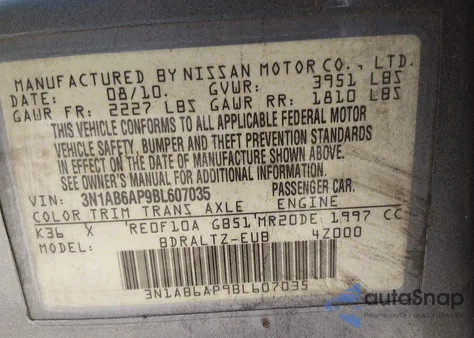 MANUFACTURED BY NISSAN MOTOR CO., LTD.
DATE: 08/10. GVWR: 3951 LBS
GAWR FR: 2227 LBS GAWR RR: 1810 LBS
THIS VEHICLE CONFORMS TO ALL APPLICABLE FEDERAL MOTOR
VEHICLE SAFETY, BUMPER AND THEFT PREVENTION STANDARDS
IN EFFECT ON THE DATE OF MANUFACTURE SHOWN ABOVE.
SEE OWNER'S MANUAL FOR ADDITIONAL INFORMATION.
VIN: 3N1AB6AP9BL607035 PASSENGER CAR.
COLOR TRIM TRANS AXLE ENGINE
K36 X 'REOF10A GB51'MR20DE 1997 CC
MODEL: BDRALTZ-EUB 4Z000
3N1AB6AP9BL607035
autaSnap